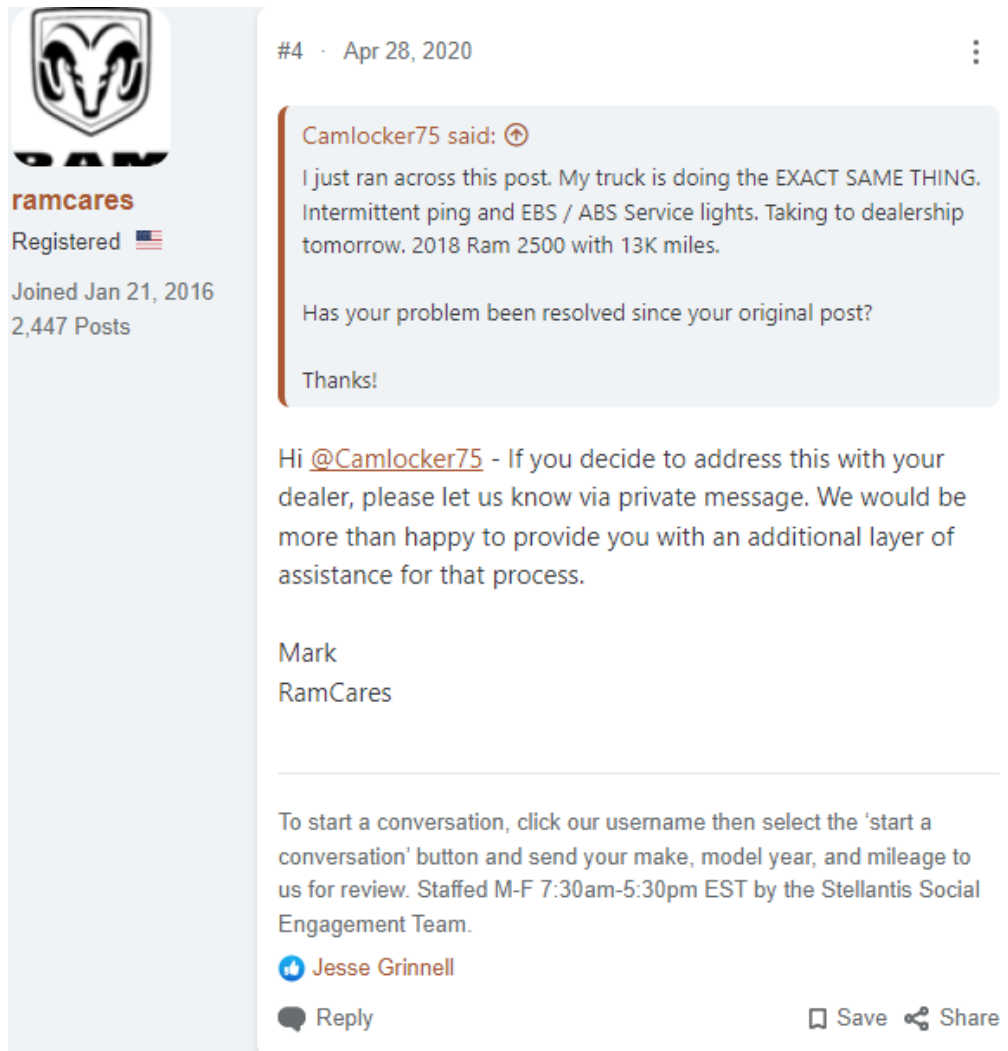 RAM
ramcares
Registered
Joined Jan 21, 2016
2,447 Posts
#4 · Apr 28, 2020
Camlocker75 said:
I just ran across this post. My truck is doing the EXACT SAME THING.
Intermittent ping and EBS / ABS Service lights. Taking to dealership
tomorrow. 2018 Ram 2500 with 13K miles.
Has your problem been resolved since your original post?
Thanks!
Hi @Camlocker75 - If you decide to address this with your
dealer, please let us know via private message. We would be
more than happy to provide you with an additional layer of
assistance for that process.
Mark
RamCares
To start a conversation, click our username then select the ‘start a
conversation’ button and send your make, model year, and mileage to
us for review. Staffed M-F 7:30am-5:30pm EST by the Stellantis Social
Engagement Team.
Jesse Grinnell
Reply Save Share